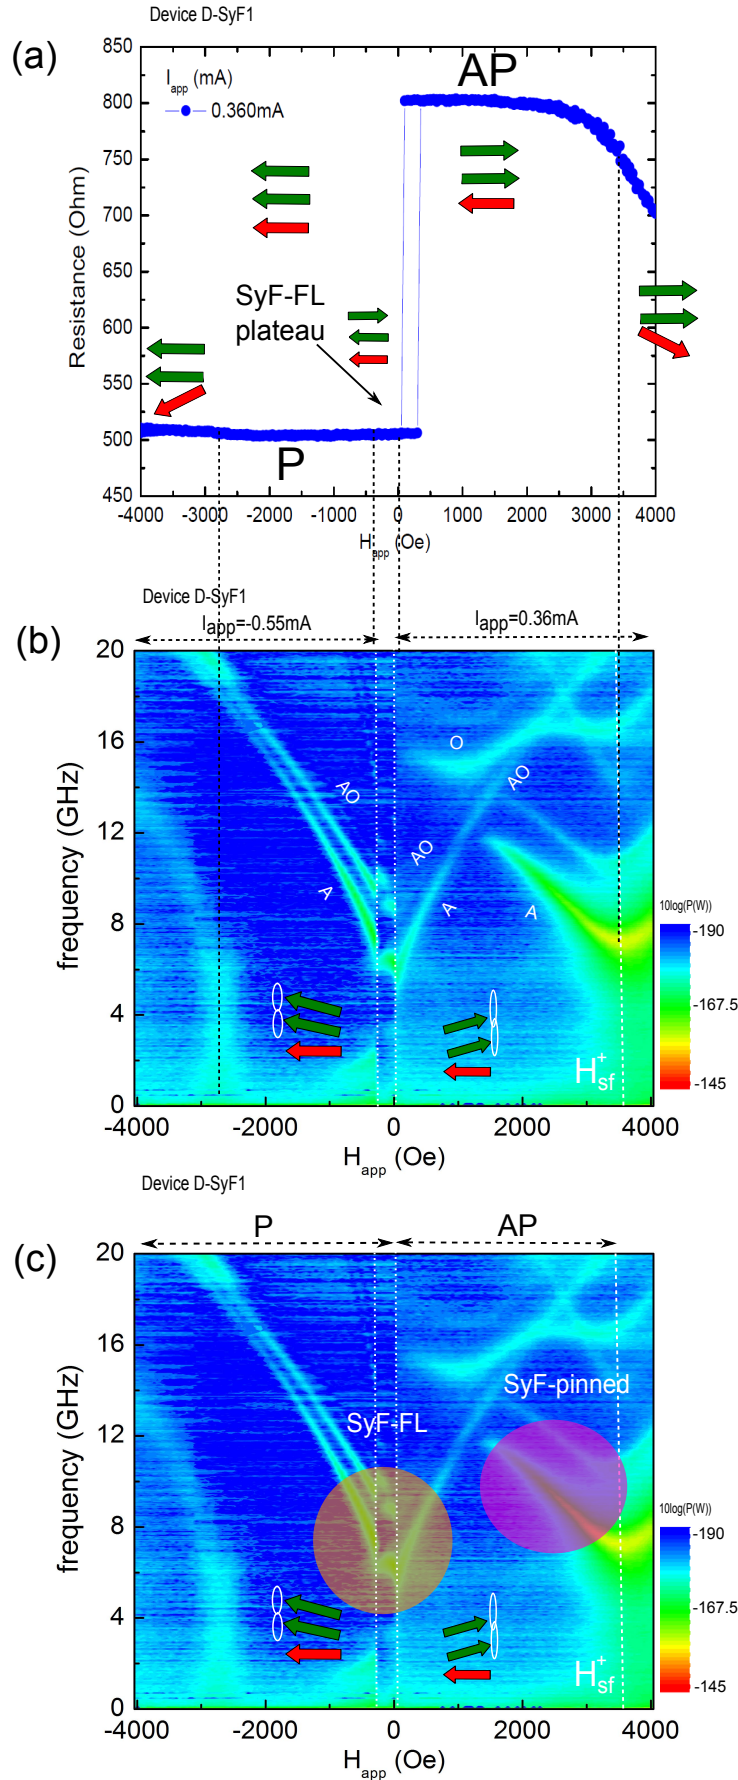 Device D-SyF1
(a)
I_app (mA)
0.360mA
AP
SyF-FL
plateau
P
Resistance (Ohm)
850
800
750
700
650
600
550
500
450
-4000 -3000 -2000 -1000 0 1000 2000 3000 4000
H_app (Oe)
Device D-SyF1
I_app=-0.55mA
I_app=0.36mA
(b)
20
16
12
8
4
0
frequency (GHz)
O
AO
AO
AO
A
A
A
H_sf^+
10log(P(W))
-190
-167.5
-145
-4000 -2000 0 2000 4000
H_app (Oe)
Device D-SyF1
P
AP
(c)
20
16
12
8
4
0
frequency (GHz)
SyF-pinned
SyF-FL
H_sf^+
10log(P(W))
-190
-167.5
-145
-4000 -2000 0 2000 4000
H_app (Oe)